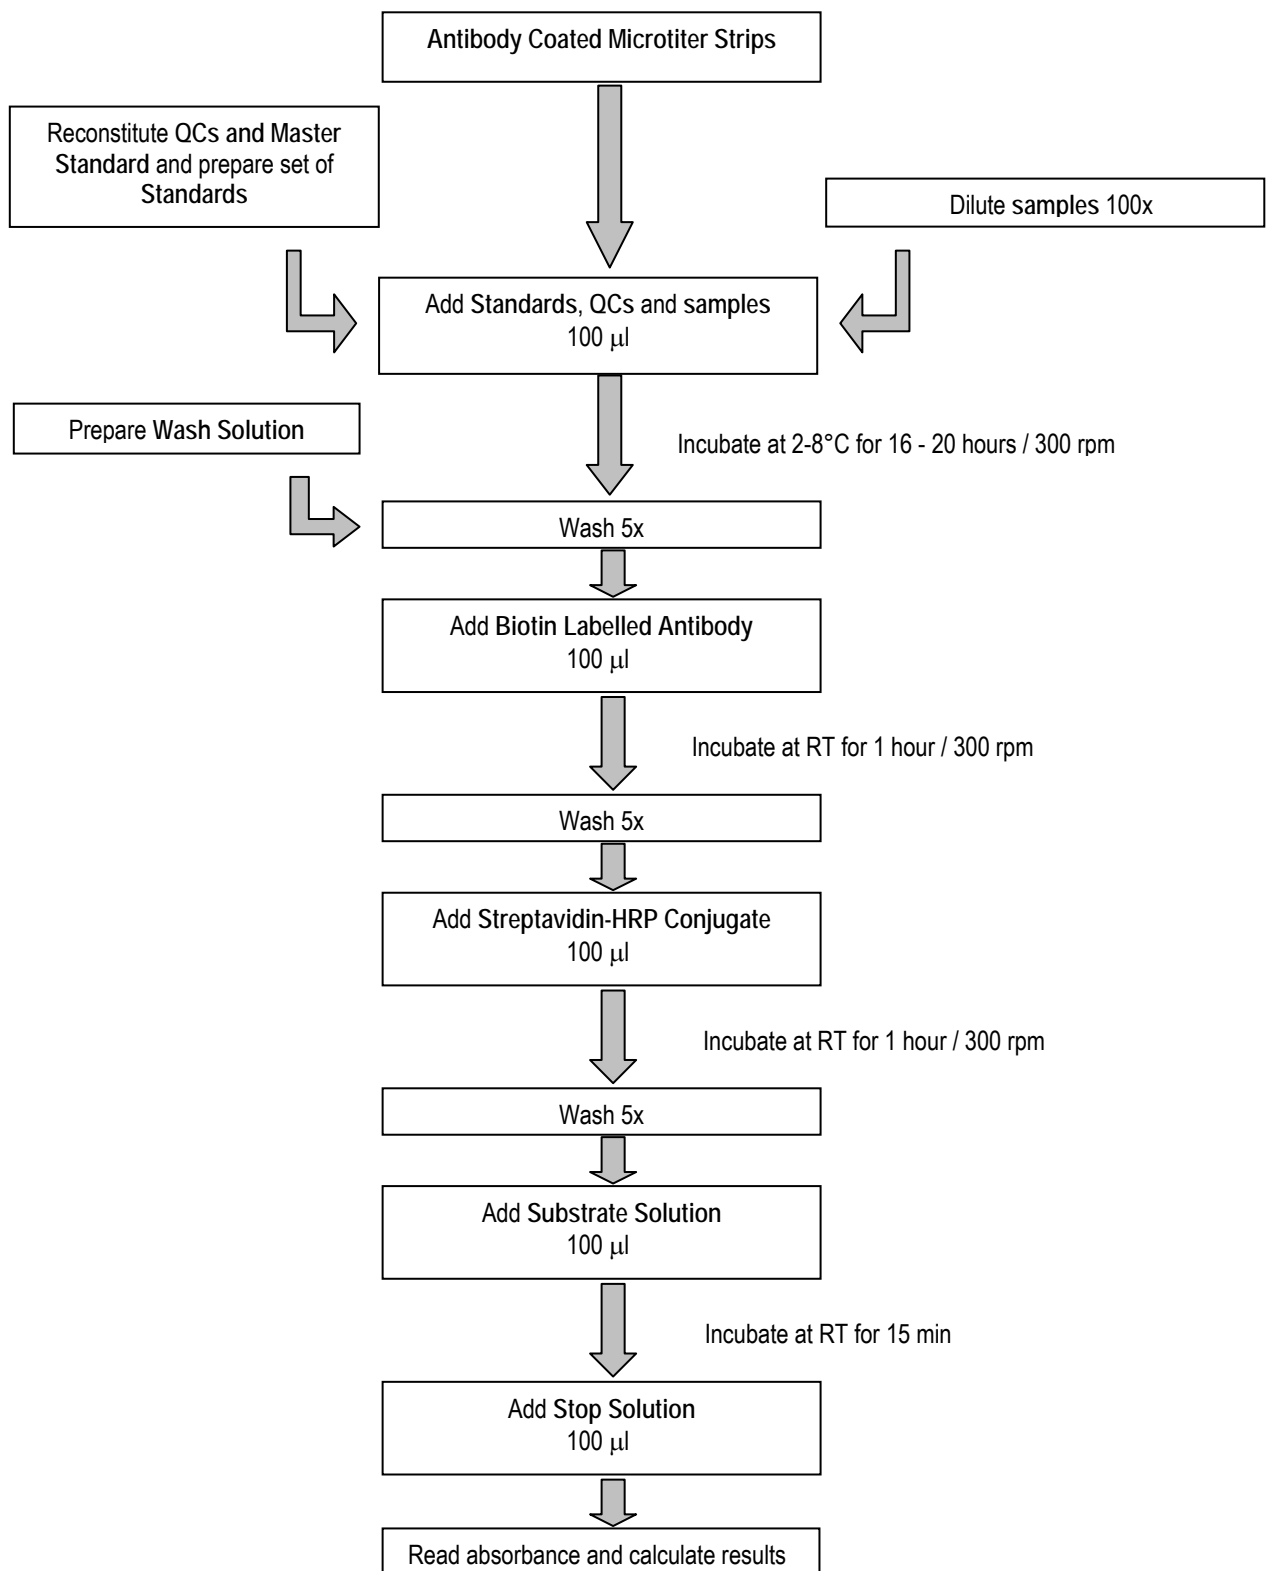 Antibody Coated Microtiter Strips
Reconstitute QCs and Master
Standard and prepare set of
Standards
Dilute samples 100x
Add Standards, QCs and samples
100 µl
Prepare Wash Solution
Incubate at 2-8°C for 16 - 20 hours / 300 rpm
Wash 5x
Add Biotin Labelled Antibody
100 µl
Incubate at RT for 1 hour / 300 rpm
Wash 5x
Add Streptavidin-HRP Conjugate
100 µl
Incubate at RT for 1 hour / 300 rpm
Wash 5x
Add Substrate Solution
100 µl
Incubate at RT for 15 min
Add Stop Solution
100 µl
Read absorbance and calculate results